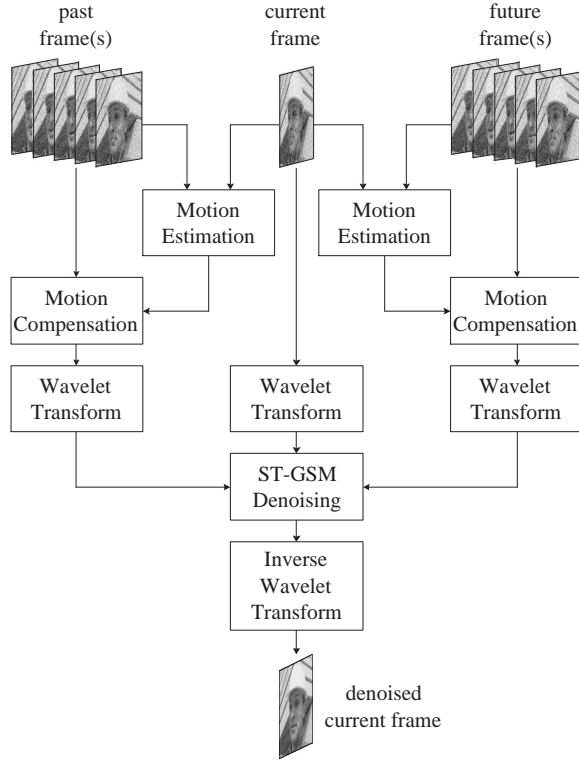 past
frame(s)
current
frame
future
frame(s)
Motion
Estimation
Motion
Estimation
Motion
Compensation
Motion
Compensation
Wavelet
Transform
Wavelet
Transform
Wavelet
Transform
ST-GSM
Denoising
Inverse
Wavelet
Transform
denoised
current frame